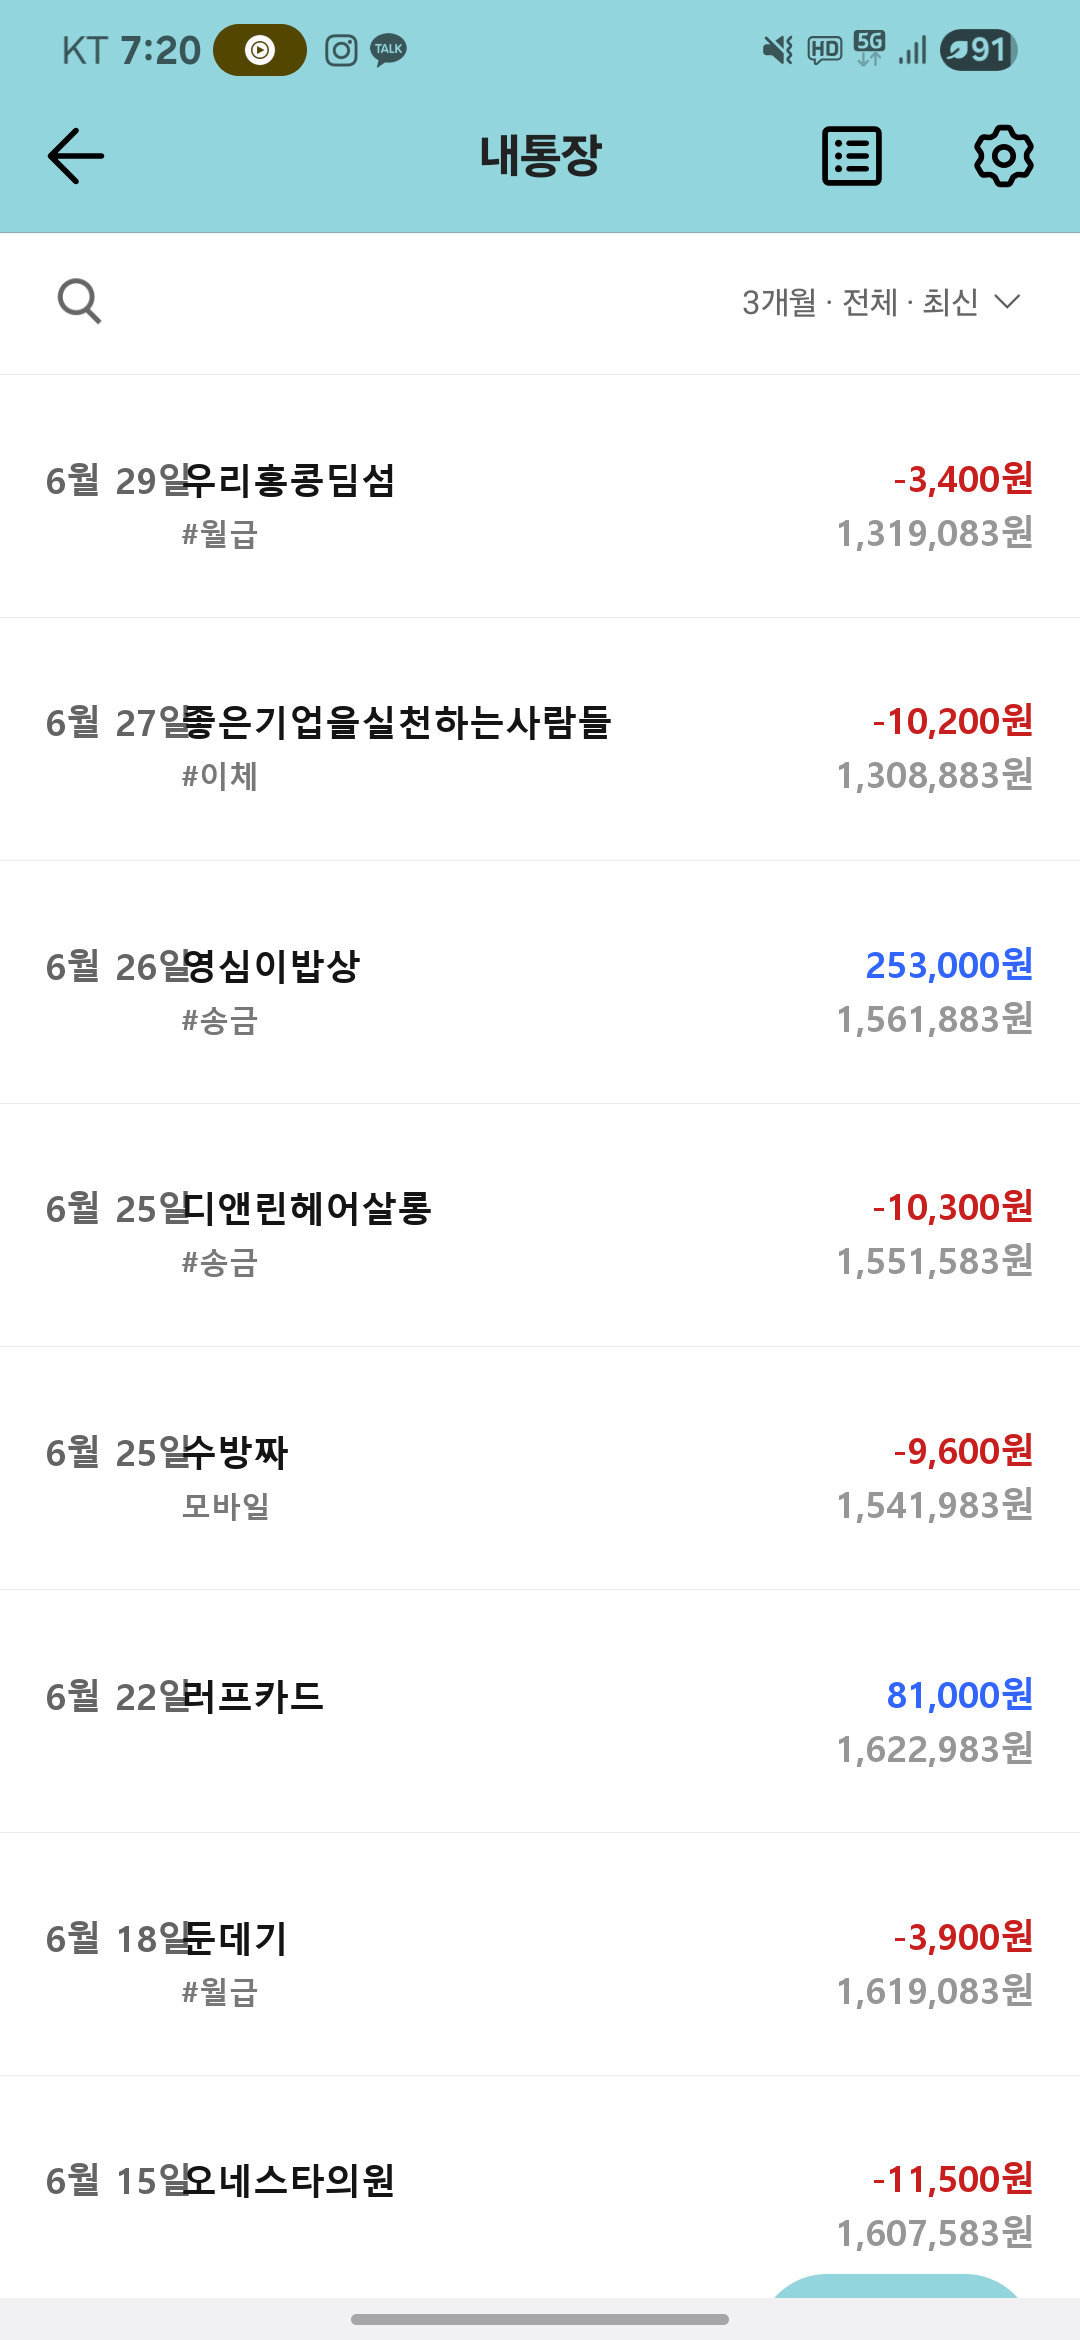 KT 7:20 TALK HD 5G 91
내통장
3개월 · 전체 · 최신
6월 29일 우리홍콩딤섬 -3,400원
#월급 1,319,083원
6월 27일 좋은기업을실천하는사람들 -10,200원
#이체 1,308,883원
6월 26일 영심이밥상 253,000원
#송금 1,561,883원
6월 25일 디앤린헤어살롱 -10,300원
#송금 1,551,583원
6월 25일 수방짜 -9,600원
모바일 1,541,983원
6월 22일 러프카드 81,000원
1,622,983원
6월 18일 둔데기 -3,900원
#월급 1,619,083원
6월 15일 오네스타의원 -11,500원
1,607,583원